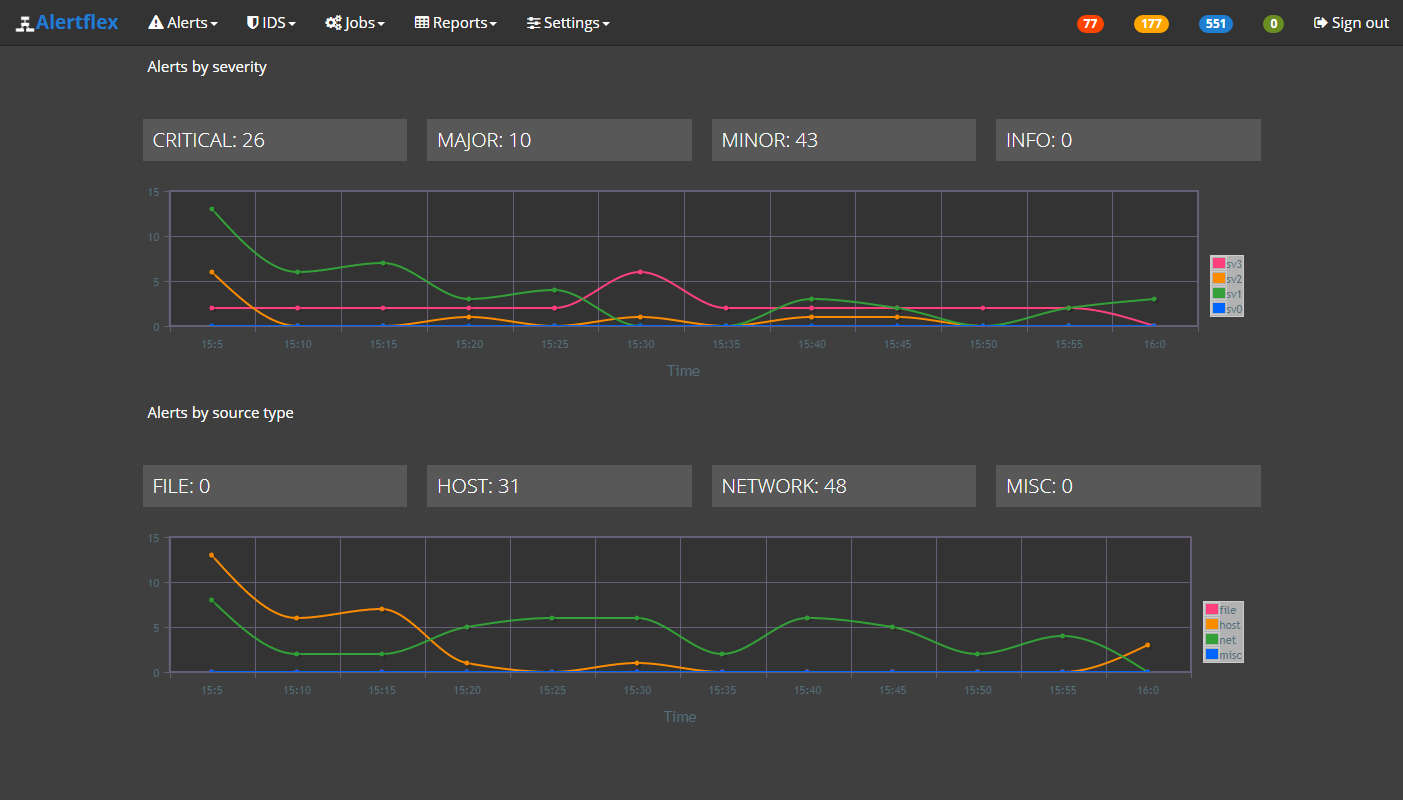 Alertflex Alerts IDS Jobs Reports Settings 77 177 551 0 Sign out
Alerts by severity
CRITICAL: 26 MAJOR: 10 MINOR: 43 INFO: 0
15
10
5
0
sv3
sv2
sv1
sv0
15:5 15:10 15:15 15:20 15:25 15:30 15:35 15:40 15:45 15:50 15:55 16:0
Time
Alerts by source type
FILE: 0 HOST: 31 NETWORK: 48 MISC: 0
15
10
5
0
file
host
net
misc
15:5 15:10 15:15 15:20 15:25 15:30 15:35 15:40 15:45 15:50 15:55 16:0
Time